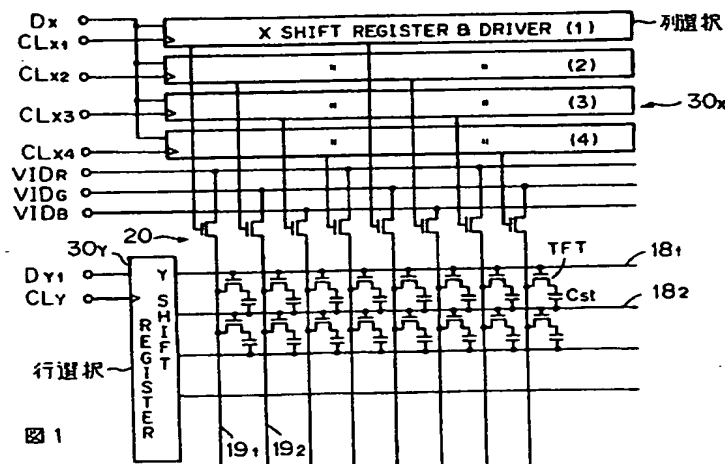 Dx
X SHIFT REGISTER & DRIVER (1)
列選択
CLx1
CLx2
" " (2)
CLx3
" " (3)
30x
CLx4
" " (4)
VIDR
VIDG
VIDB
20
30Y
TFT
18₁
DY1
CLY
Cst
18₂
Y SHIFT REGISTER
行選択
図1
19₁
19₂